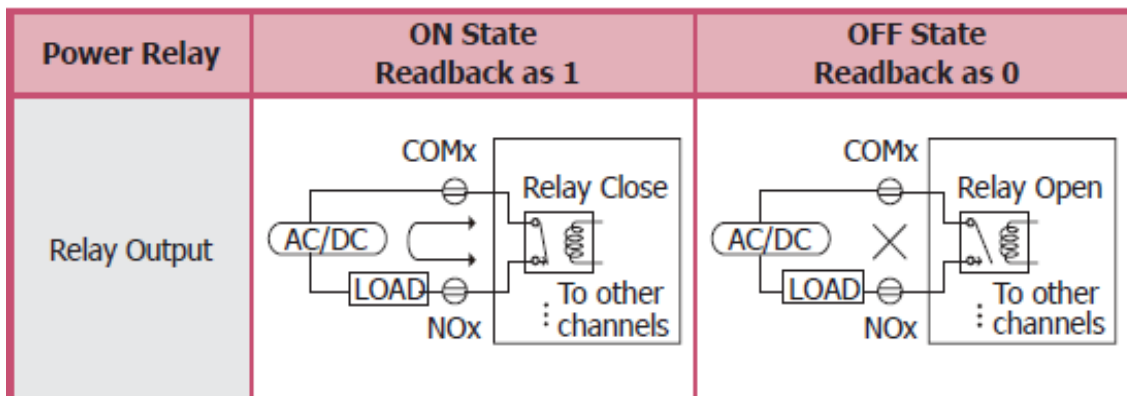 Power Relay
ON State
Readback as 1
OFF State
Readback as 0
Relay Output
COMx
Relay Close
AC/DC
LOAD
To other
channels
NOx
COMx
Relay Open
AC/DC
LOAD
To other
channels
NOx